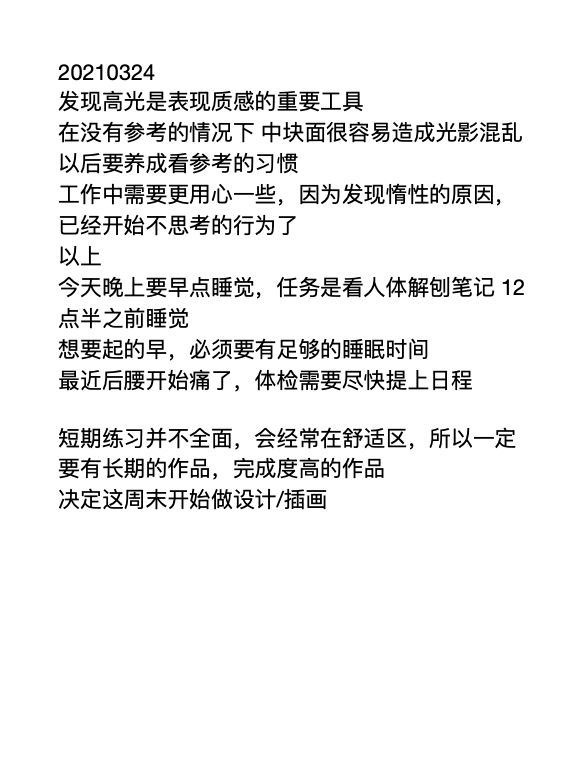 20210324
发现高光是表现质感的重要工具
在没有参考的情况下 中块面很容易造成光影混乱
以后要养成看参考的习惯
工作中需要更用心一些，因为发现惰性的原因，
已经开始不思考的行为了
以上
今天晚上要早点睡觉，任务是看人体解刨笔记 12
点半之前睡觉
想要起的早，必须要有足够的睡眠时间
最近后腰开始痛了，体检需要尽快提上日程
短期练习并不全面，会经常在舒适区，所以一定
要有长期的作品，完成度高的作品
决定这周末开始做设计/插画